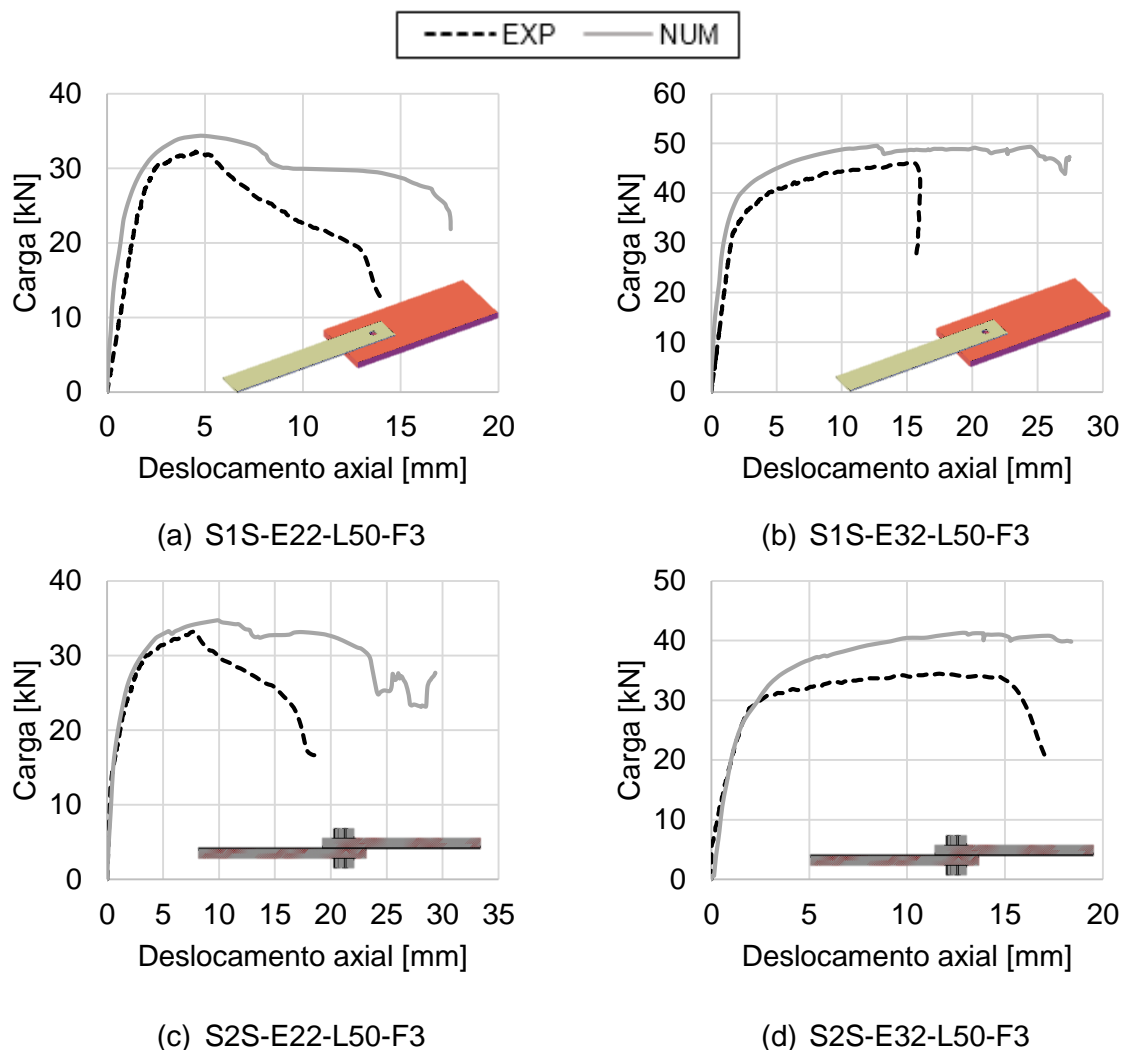 EXP NUM
40
30
20
10
0
Carga [kN]
0 5 10 15 20
Deslocamento axial [mm]
(a) S1S-E22-L50-F3
60
50
40
30
20
10
0
Carga [kN]
0 5 10 15 20 25 30
Deslocamento axial [mm]
(b) S1S-E32-L50-F3
40
30
20
10
0
Carga [kN]
0 5 10 15 20 25 30 35
Deslocamento axial [mm]
(c) S2S-E22-L50-F3
50
40
30
20
10
0
Carga [kN]
0 5 10 15 20
Deslocamento axial [mm]
(d) S2S-E32-L50-F3